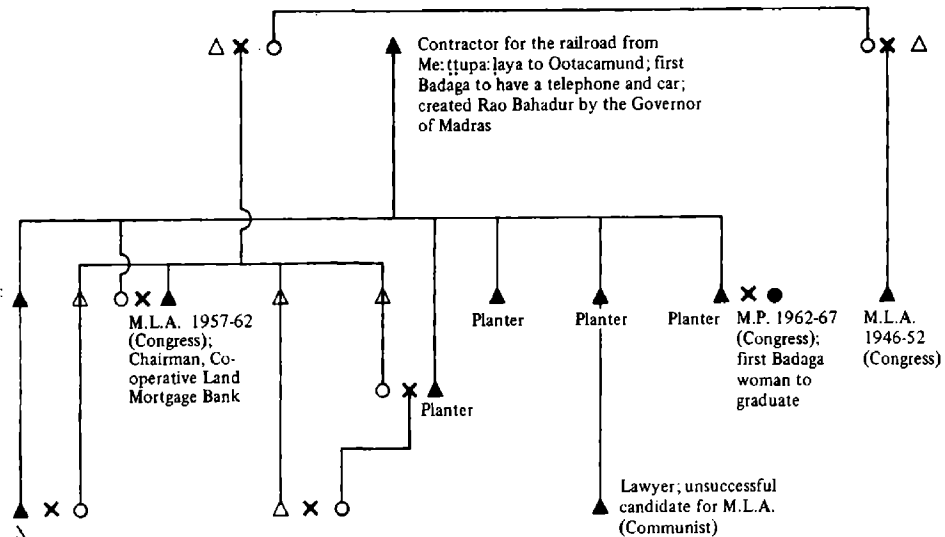 Contractor for the railroad from
Me:ṭṭupa:ḷaya to Ootacamund; first
Badaga to have a telephone and car;
created Rao Bahadur by the Governor
of Madras
M.L.A. 1957-62
(Congress);
Chairman, Co-
operative Land
Mortgage Bank
Planter
Planter
Planter
Planter
M.P. 1962-67
(Congress);
first Badaga
woman to
graduate
M.L.A.
1946-52
(Congress)
Lawyer; unsuccessful
candidate for M.L.A.
(Communist)